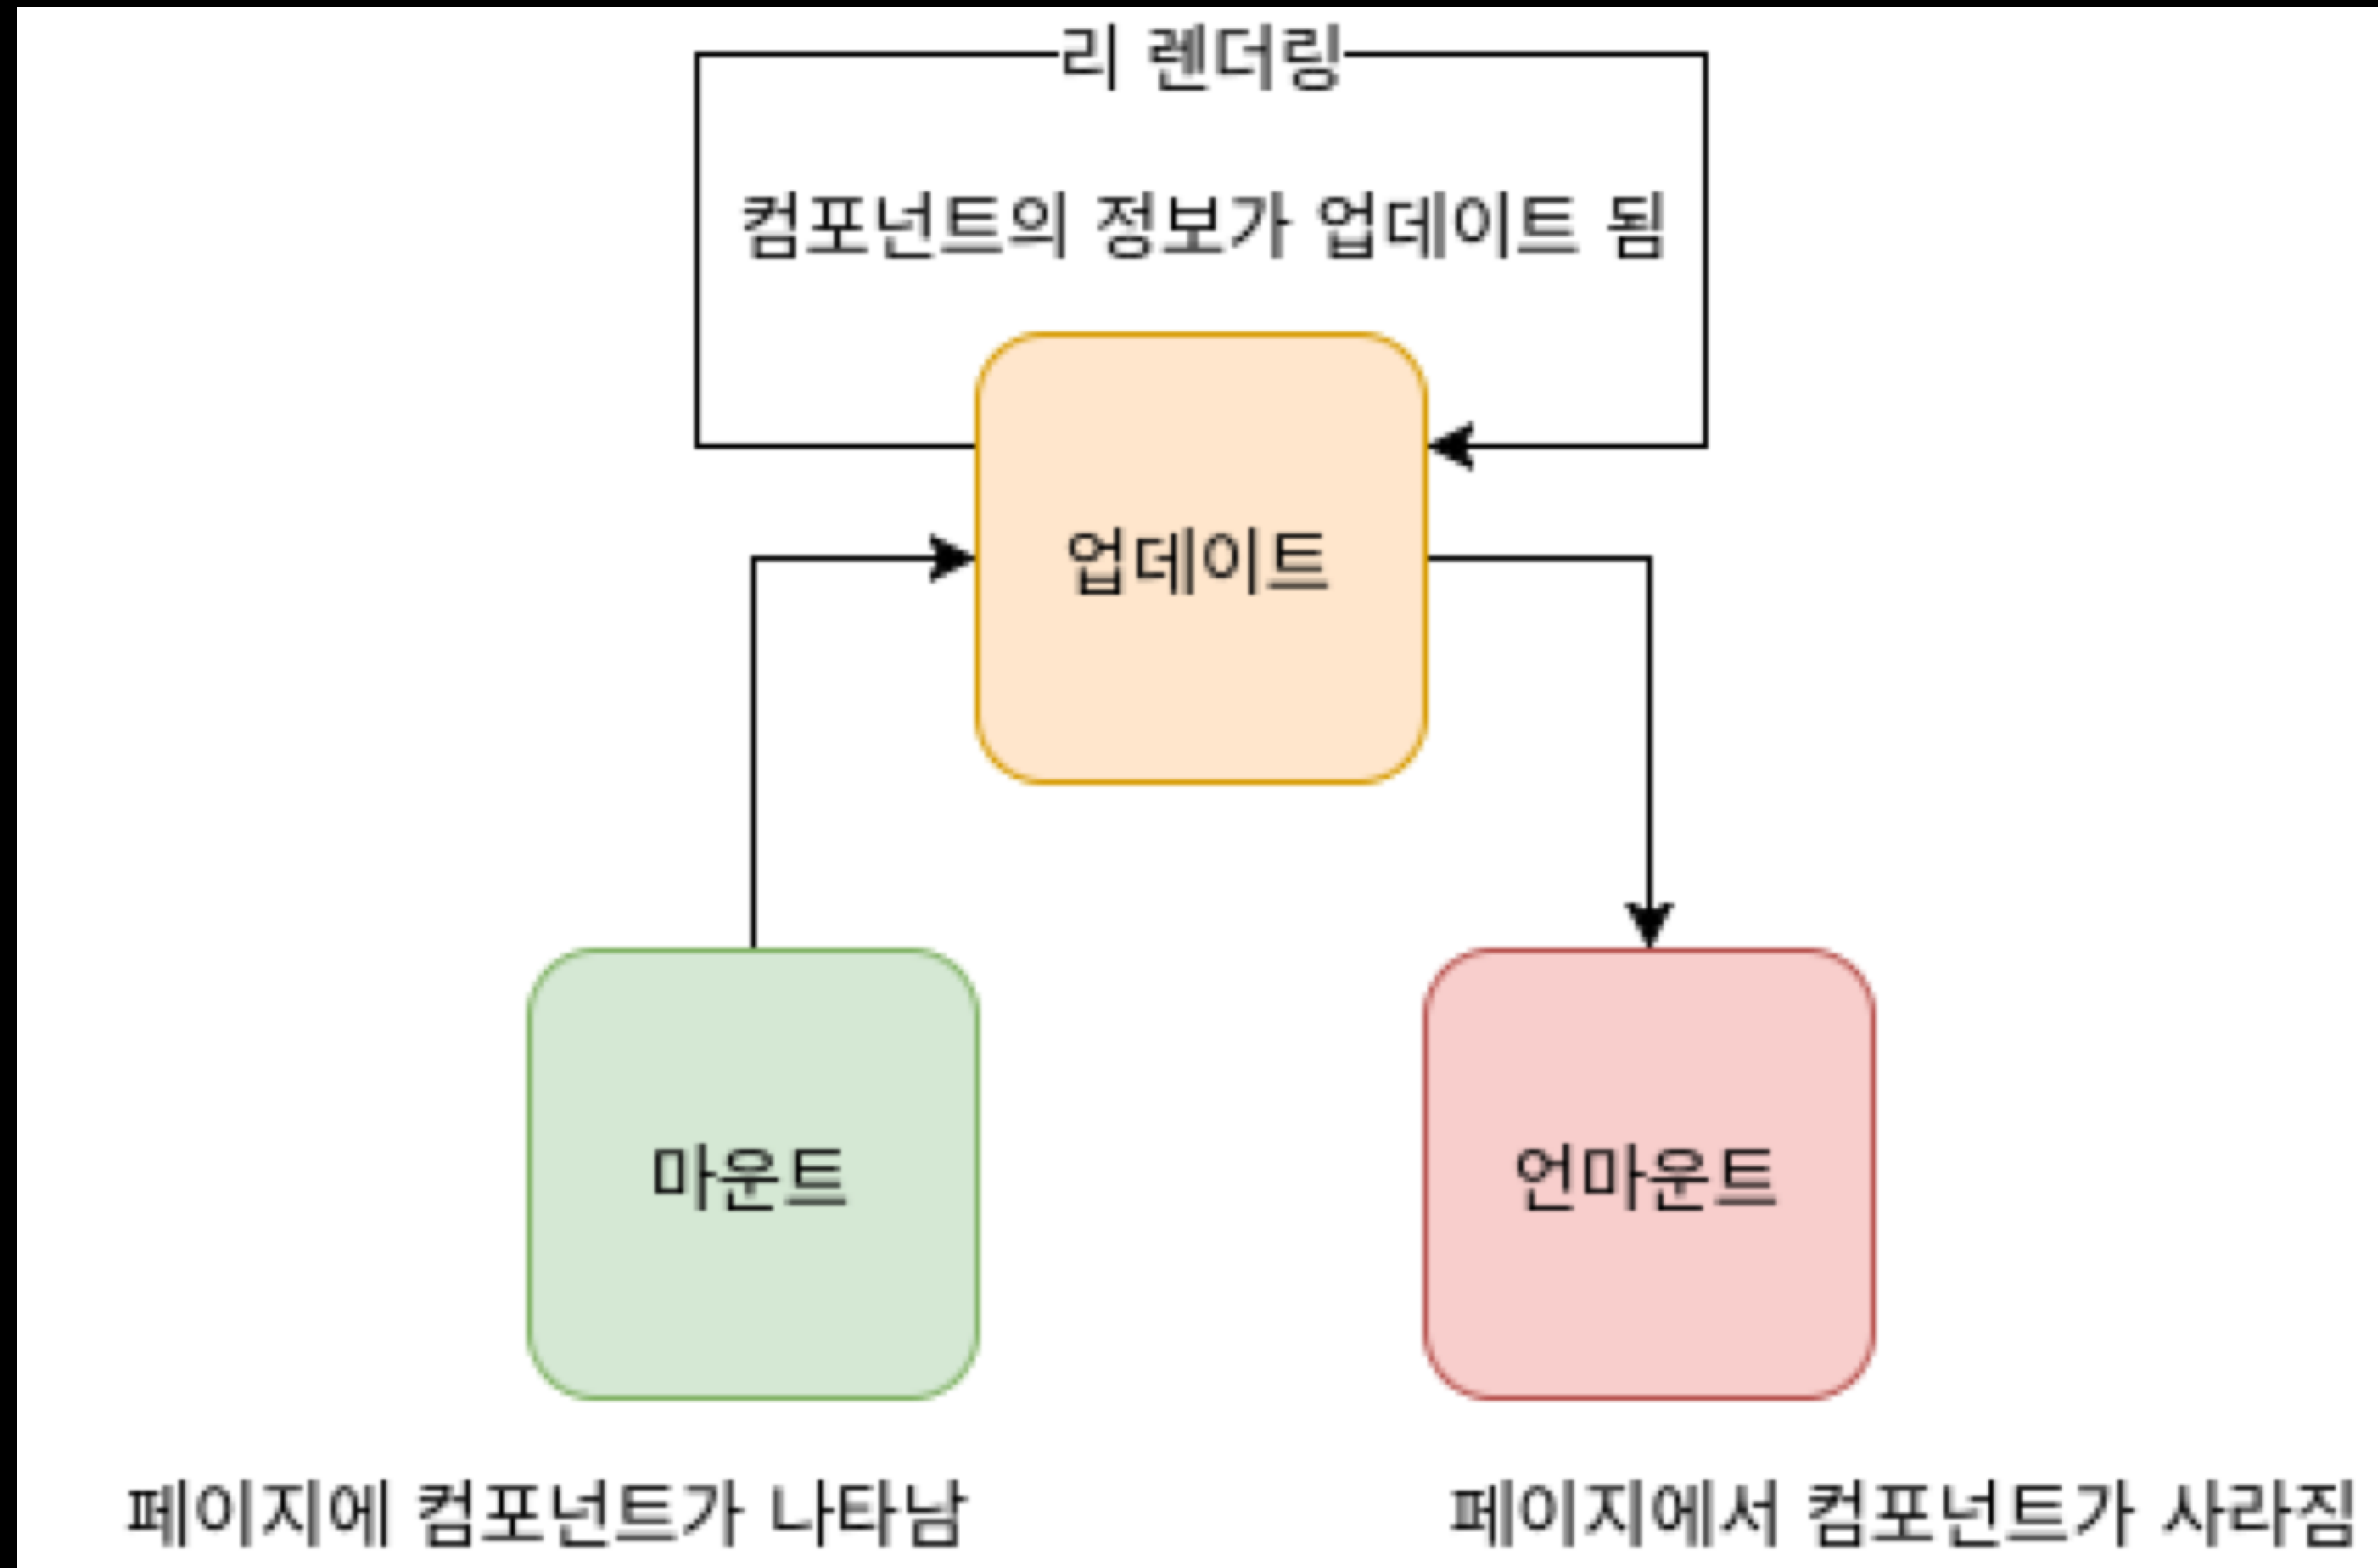 리 렌더링
컴포넌트의 정보가 업데이트 됨
업데이트
마운트
언마운트
페이지에 컴포넌트가 나타남
페이지에서 컴포넌트가 사라짐